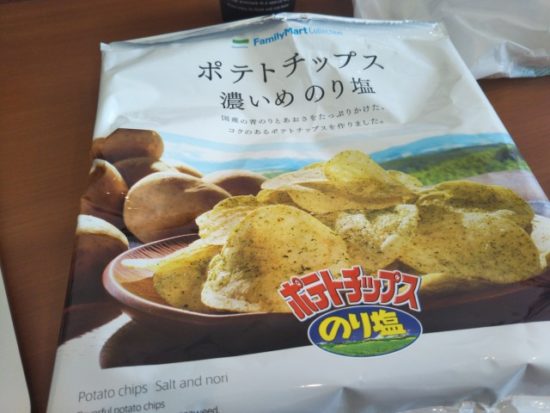 FamilyMart Collection
ポテトチップス
濃いめ のり塩
国産の青のりとあおさをたっぷりかけた、
コクのあるポテトチップスを作りました。
ポテトチップス
のり塩
Potato chips Salt and nori
potato chips